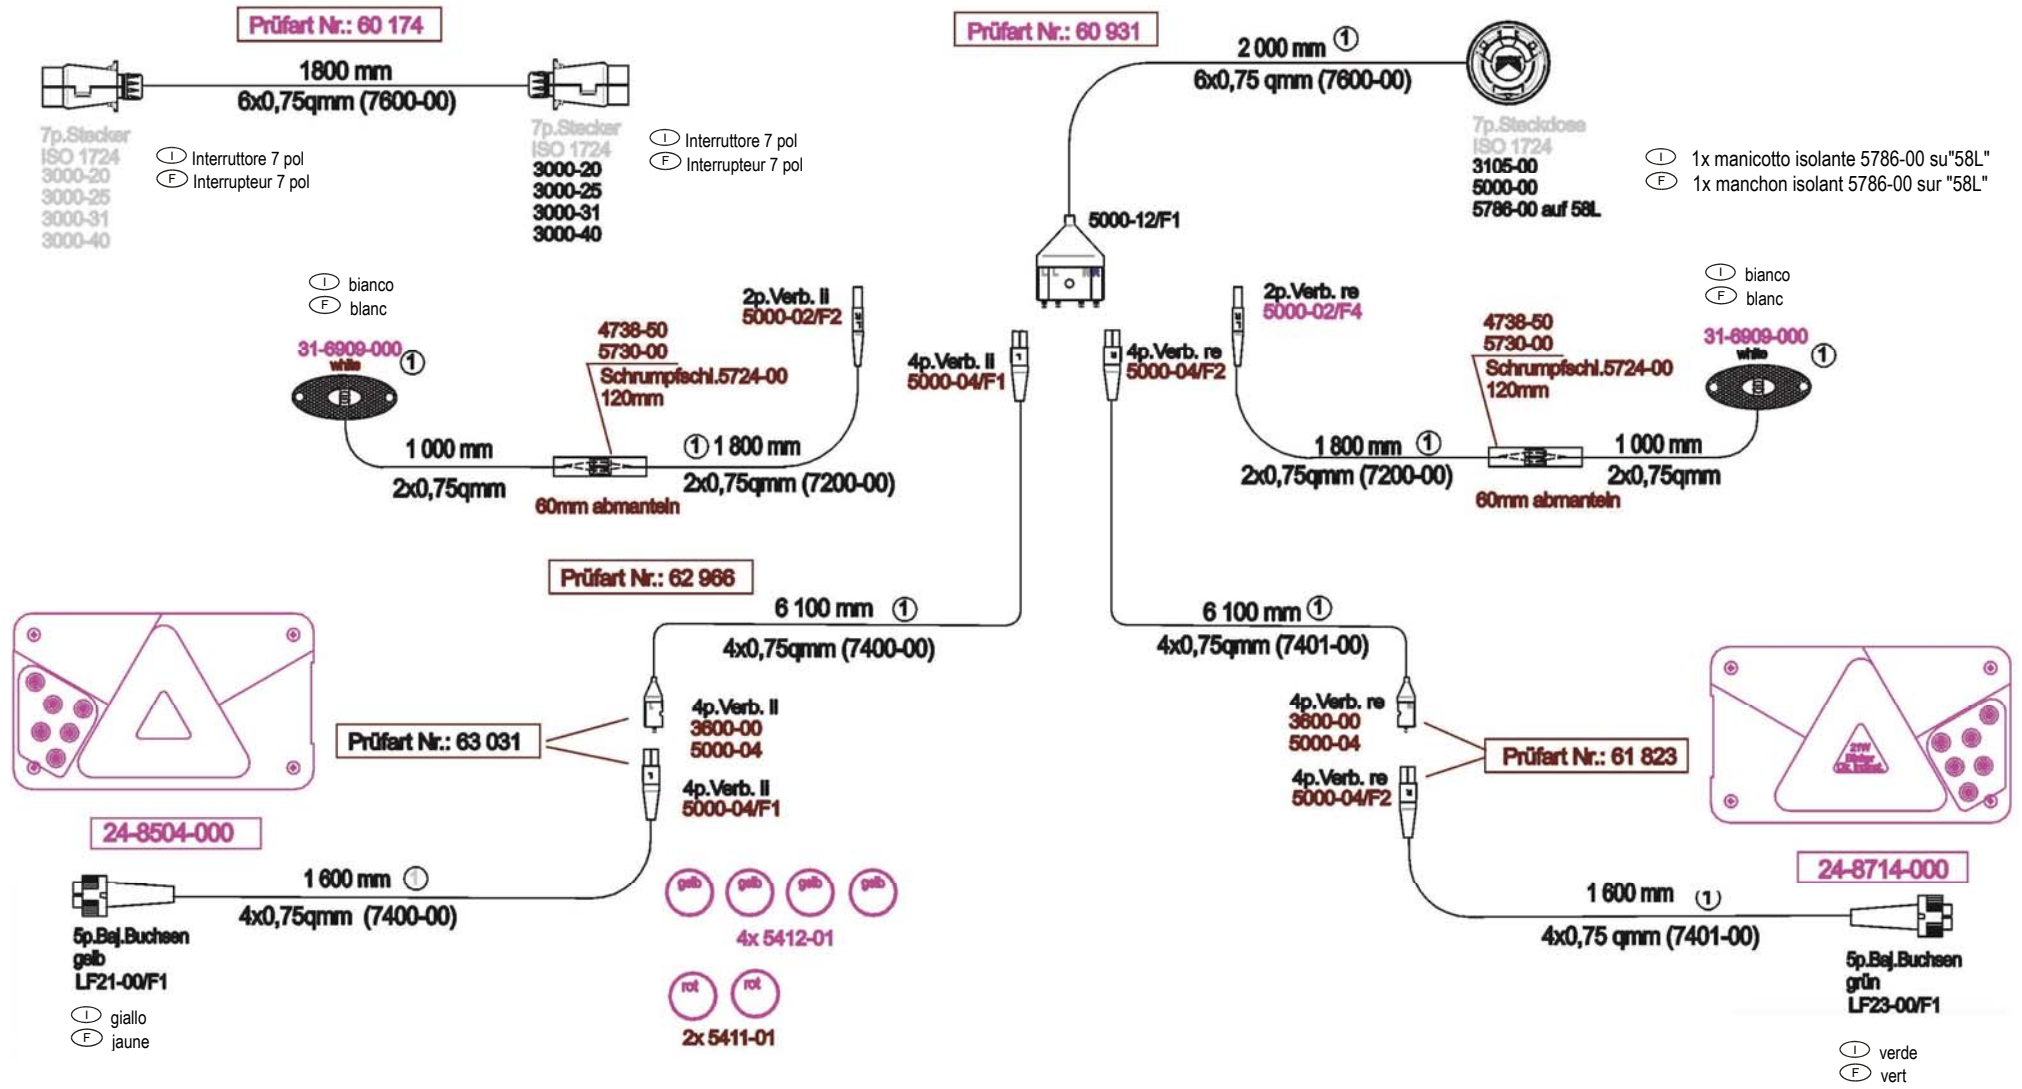 Prüfart Nr.: 60 174
1800 mm
6x0,75qmm (7600-00)
7p.Stecker
ISO 1724
3000-20
3000-25
3000-31
3000-40
I Interruttore 7 pol
F Interrupteur 7 pol
7p.Stecker
ISO 1724
3000-20
3000-25
3000-31
3000-40
I Interruttore 7 pol
F Interrupteur 7 pol
Prüfart Nr.: 60 931
2 000 mm 1
6x0,75 qmm (7600-00)
7p.Steckdose
ISO 1724
3105-00
5000-00
5786-00 auf 58L
I 1x manicotto isolante 5786-00 su"58L"
F 1x manchon isolant 5786-00 sur "58L"
5000-12/F1
I bianco
F blanc
31-6909-000 1
white
4738-50
5730-00
Schrumpfschl.5724-00
120mm
2p.Verb. li
5000-02/F2
1 000 mm
2x0,75qmm
1 1 800 mm
2x0,75qmm (7200-00)
60mm abmanteln
4p.Verb. li
5000-04/F1
4p.Verb. re
5000-04/F2
2p.Verb. re
5000-02/F4
4738-50
5730-00
Schrumpfschl.5724-00
120mm
I bianco
F blanc
31-6909-000
white 1
1 800 mm 1
2x0,75qmm (7200-00)
1 000 mm
2x0,75qmm
60mm abmanteln
Prüfart Nr.: 62 966
6 100 mm 1
4x0,75qmm (7400-00)
6 100 mm 1
4x0,75qmm (7401-00)
4p.Verb. li
3600-00
5000-04
Prüfart Nr.: 63 031
4p.Verb. li
5000-04/F1
4p.Verb. re
3600-00
5000-04
Prüfart Nr.: 61 823
4p.Verb. re
5000-04/F2
21W
24-8504-000
1 600 mm 1
4x0,75qmm (7400-00)
5p.Baj.Buchsen
gelb
LF21-00/F1
I giallo
F jaune
gelb gelb gelb gelb
4x 5412-01
rot rot
2x 5411-01
24-8714-000
1 600 mm 1
4x0,75 qmm (7401-00)
5p.Baj.Buchsen
grün
LF23-00/F1
I verde
F vert